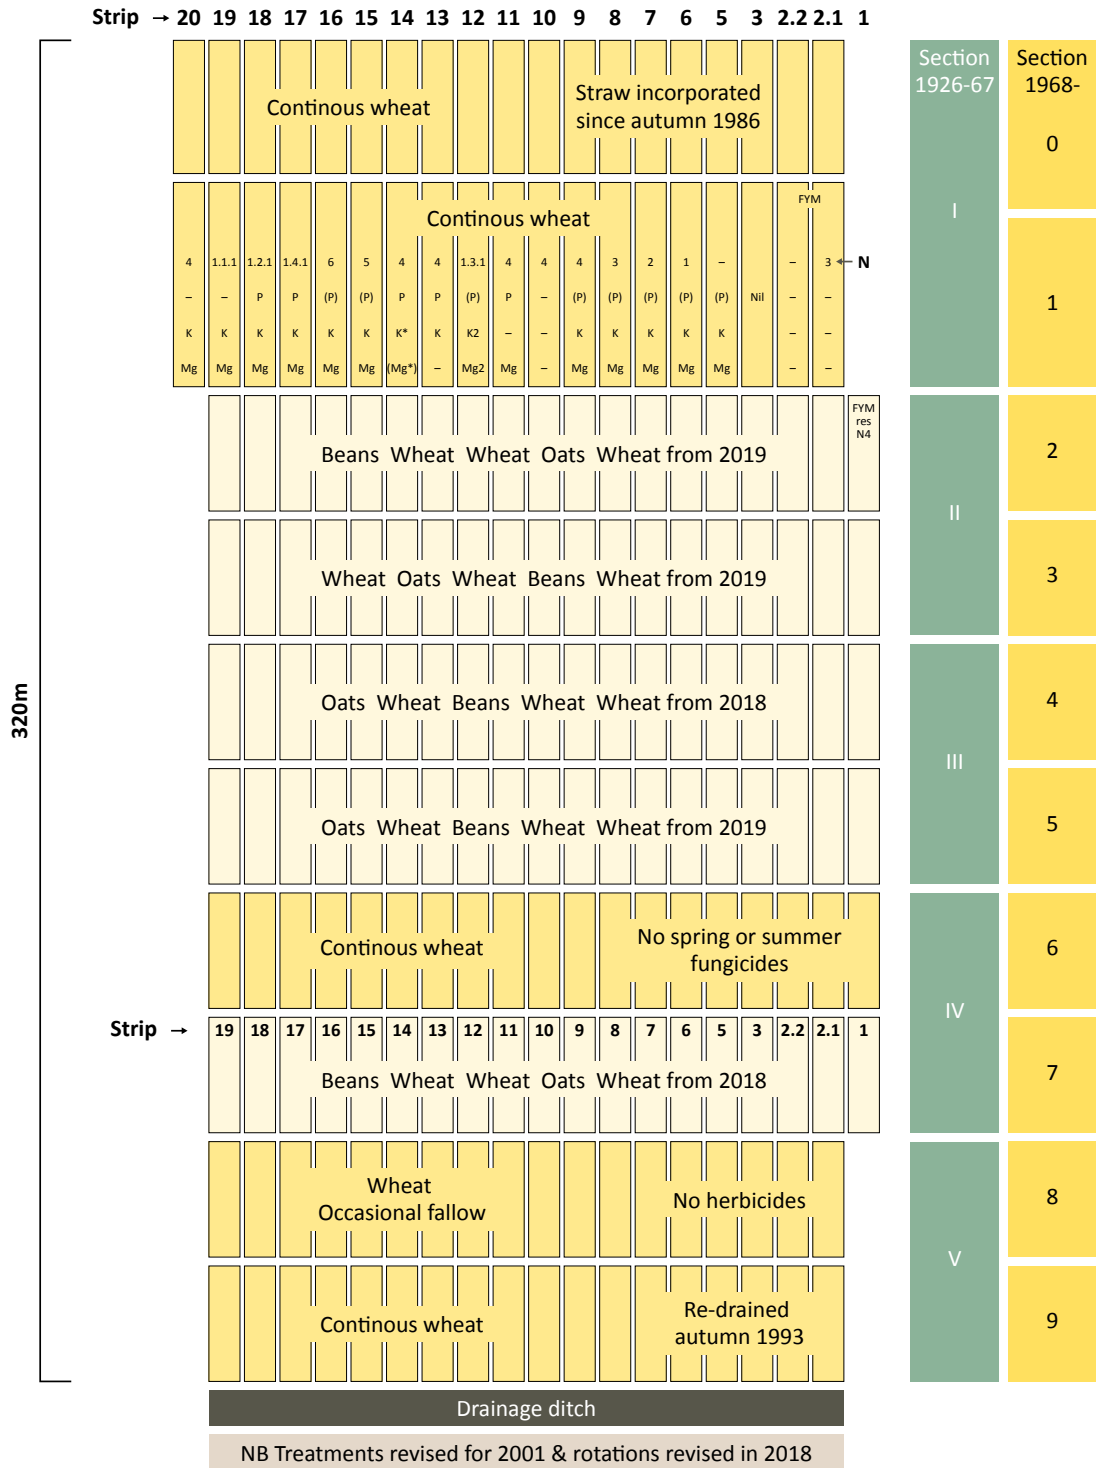 Strip → 20 19 18 17 16 15 14 13 12 11 10 9 8 7 6 5 3 2.2 2.1 1
Section 1926-67
Section 1968-
Continous wheat
Straw incorporated
since autumn 1986
0
I
FYM
Continous wheat
4 1.1.1 1.2.1 1.4.1 6 5 4 4 1.3.1 4 4 4 3 2 1 – – 3 ← N
– – P P (P) (P) P P (P) P – (P) (P) (P) (P) (P) Nil – –
K K K K K K K* K K2 – – K K K K K – –
Mg Mg Mg Mg Mg Mg (Mg*) – Mg2 Mg – Mg Mg Mg Mg Mg – –
1
FYM
res
N4
Beans Wheat Wheat Oats Wheat from 2019
2
II
Wheat Oats Wheat Beans Wheat from 2019
3
320m
Oats Wheat Beans Wheat Wheat from 2018
4
III
Oats Wheat Beans Wheat Wheat from 2019
5
Continous wheat
No spring or summer
fungicides
6
IV
Strip → 19 18 17 16 15 14 13 12 11 10 9 8 7 6 5 3 2.2 2.1 1
Beans Wheat Wheat Oats Wheat from 2018
7
Wheat
Occasional fallow
No herbicides
8
V
Continous wheat
Re-drained
autumn 1993
9
Drainage ditch
NB Treatments revised for 2001 & rotations revised in 2018